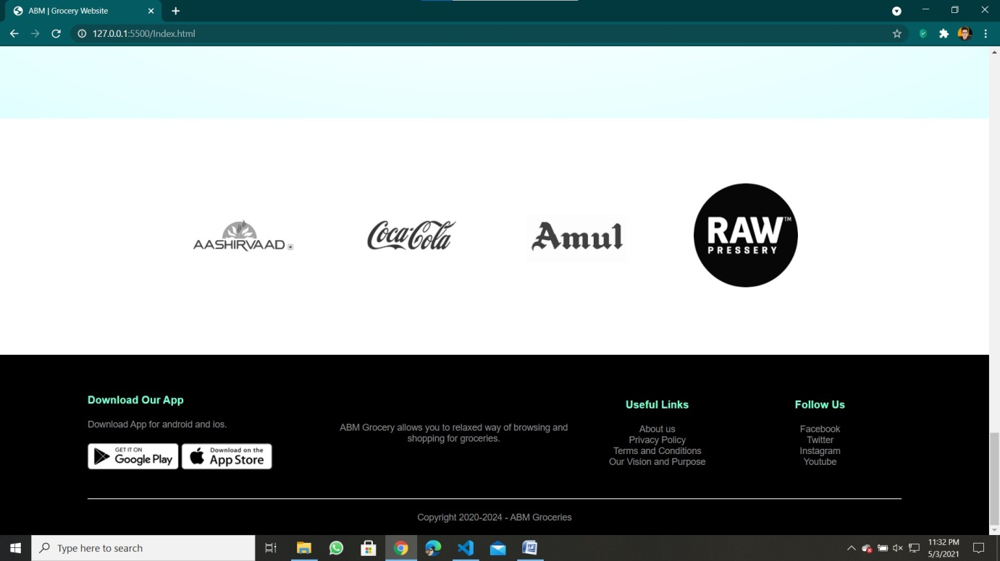 ABM | Grocery Website
127.0.0.1:5500/Index.html
AASHIRVAAD
Coca-Cola
Amul
RAW™
PRESSERY
Download Our App
Download App for android and ios.
GET IT ON
Google Play
Download on the
App Store
ABM Grocery allows you to relaxed way of browsing and
shopping for groceries.
Useful Links
About us
Privacy Policy
Terms and Conditions
Our Vision and Purpose
Follow Us
Facebook
Twitter
Instagram
Youtube
Copyright 2020-2024 - ABM Groceries
Type here to search
11:32 PM
5/3/2021